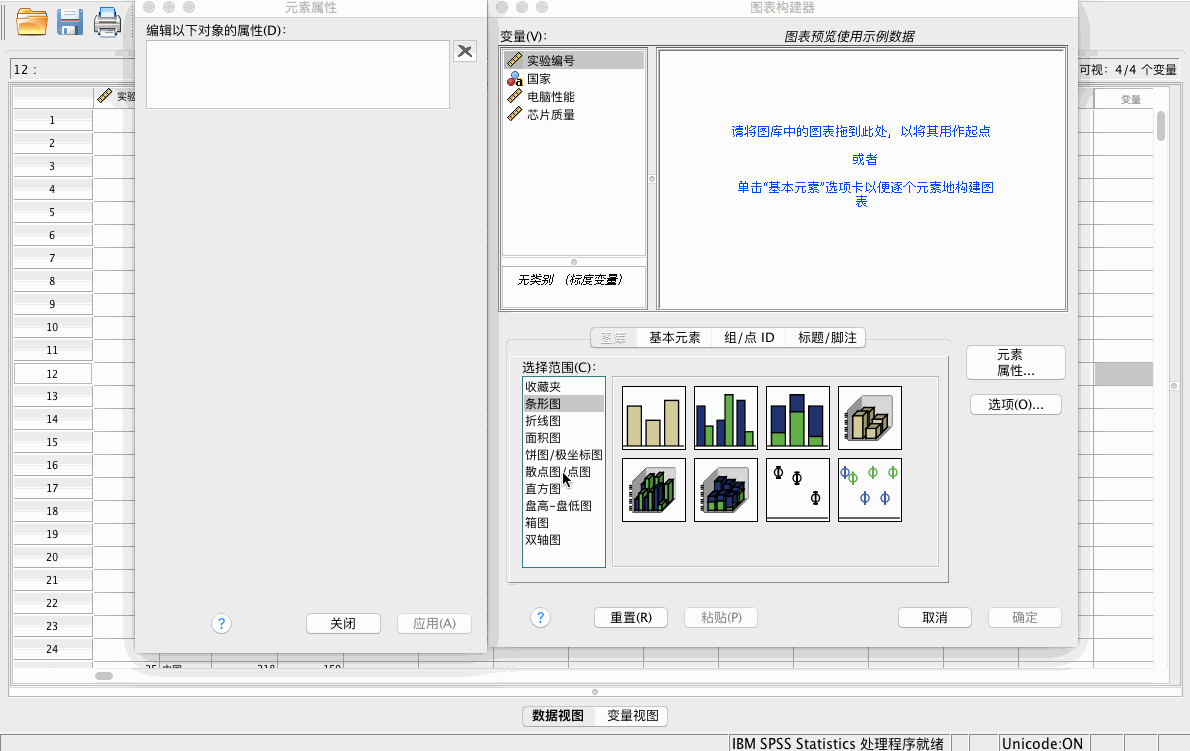 元素属性
编辑以下对象的属性(D):
关闭
应用(A)
图表构建器
变量(V):
图表预览使用示例数据
实验编号
国家
电脑性能
芯片质量
无类别 （标度变量）
请将图库中的图表拖到此处，以将其用作起点
或者
单击“基本元素”选项卡以便逐个元素地构建图
表
图库
基本元素
组/点 ID
标题/脚注
选择范围(C):
收藏夹
条形图
折线图
面积图
饼图/极坐标图
散点图/点图
直方图
盘高-盘低图
箱图
双轴图
元素
属性...
选项(O)...
重置(R)
粘贴(P)
取消
确定
12 :
可视: 4/4 个变量
实验
变量
1
2
3
4
5
6
7
8
9
10
11
12
13
14
15
16
17
18
19
20
21
22
23
24
数据视图
变量视图
IBM SPSS Statistics 处理程序就绪
Unicode:ON